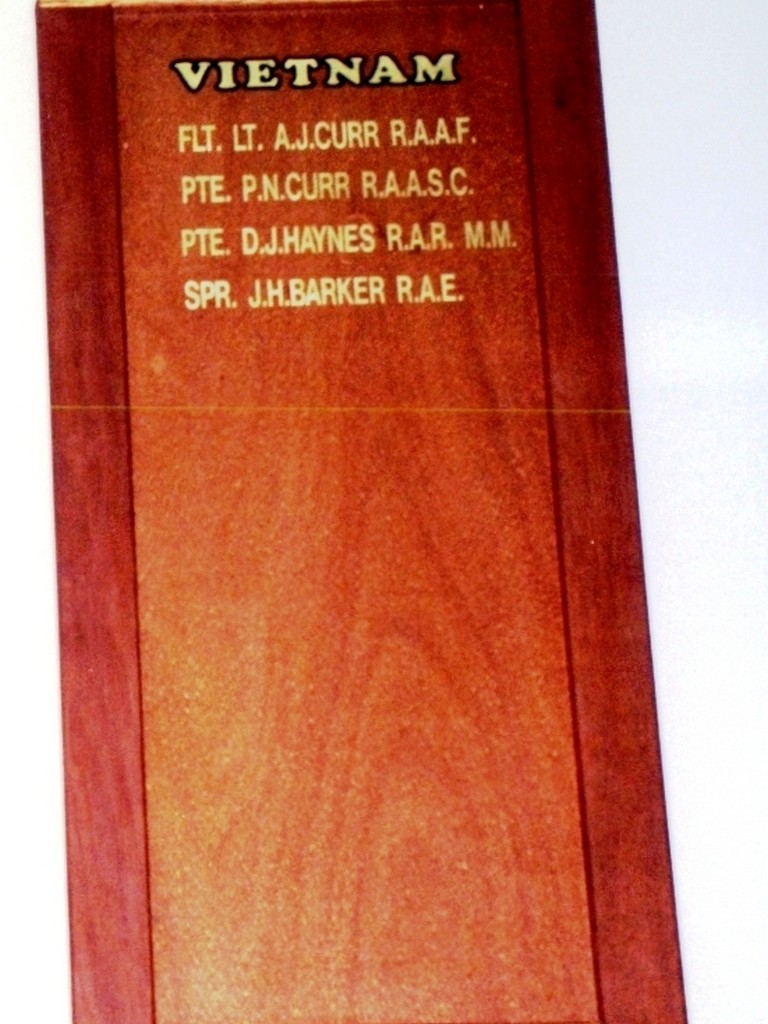 VIETNAM
FLT. LT. A.J.CURR R.A.A.F.
PTE. P.N.CURR R.A.A.S.C.
PTE. D.J.HAYNES R.A.R. M.M.
SPR. J.H.BARKER R.A.E.